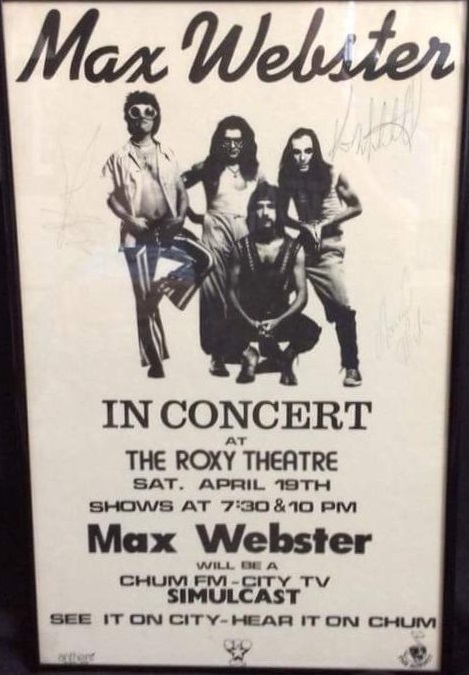 Max Webster
IN CONCERT
AT
THE ROXY THEATRE
SAT. APRIL 19TH
SHOWS AT 7:30 & 10 PM
Max Webster
WILL BE A
CHUM FM-CITY TV
SIMULCAST
SEE IT ON CITY-HEAR IT ON CHUM
anthem